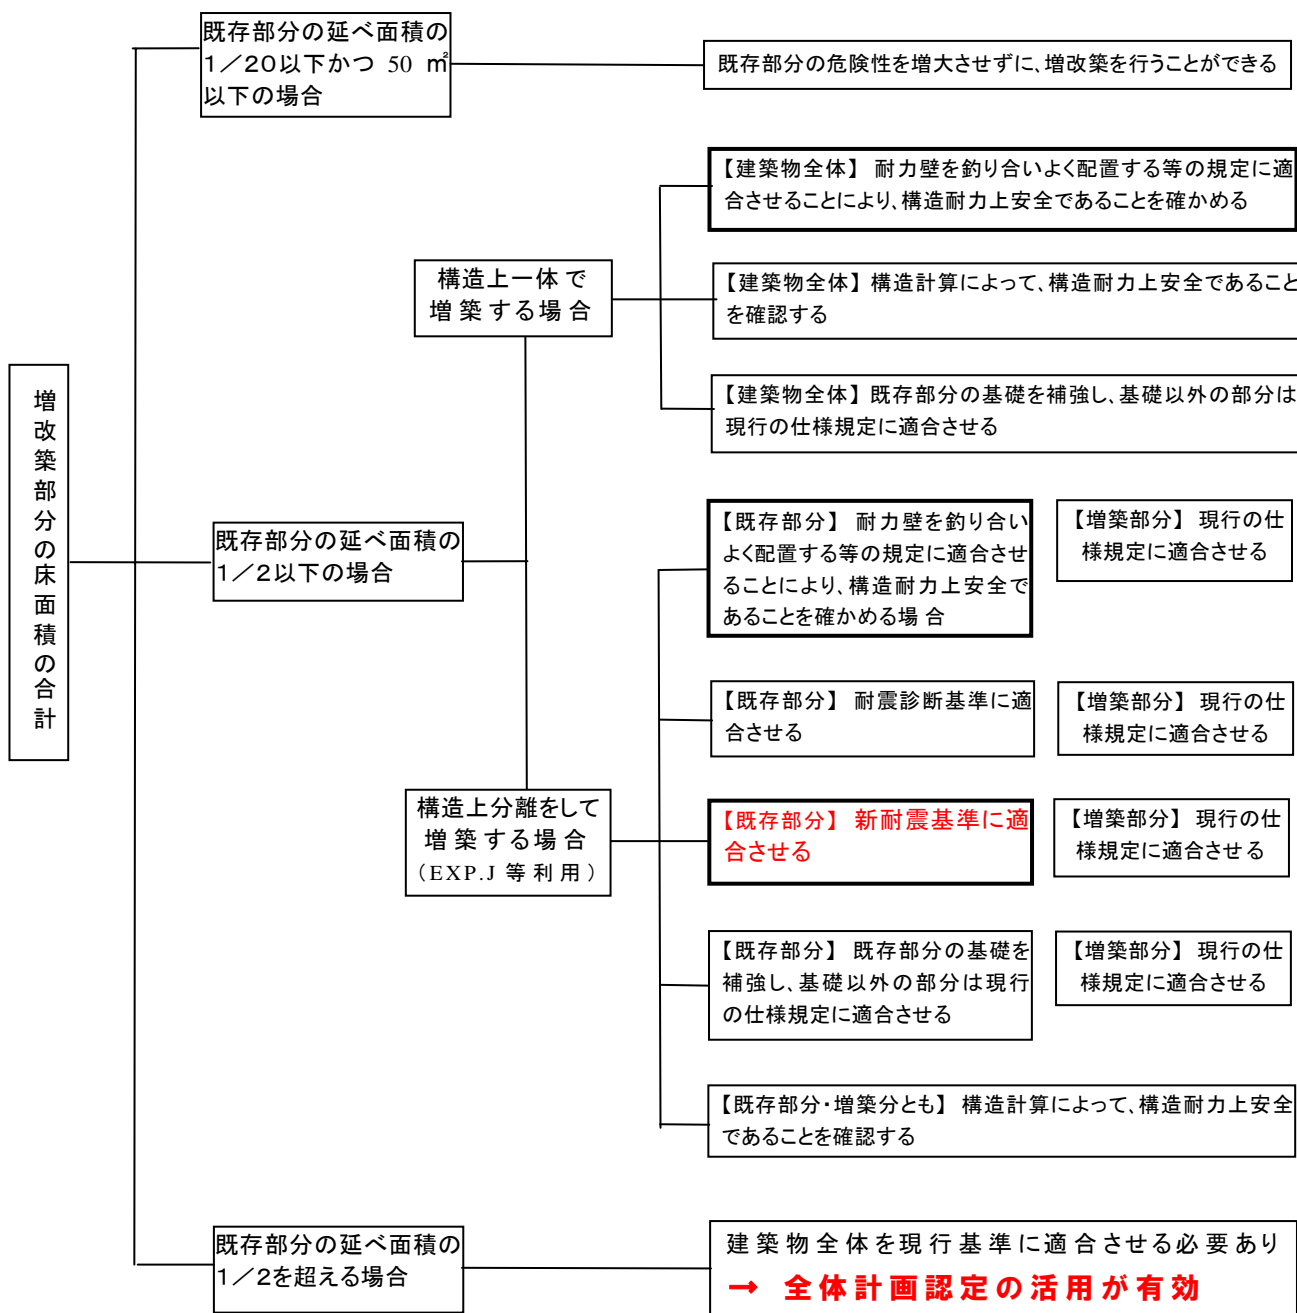 増改築部分の床面積の合計
既存部分の延べ面積の
1／20以下かつ 50 ㎡
以下の場合
既存部分の危険性を増大させずに、増改築を行うことができる
既存部分の延べ面積の
1／2以下の場合
構造上一体で
増築する場合
【建築物全体】 耐力壁を釣り合いよく配置する等の規定に適
合させることにより、構造耐力上安全であることを確かめる
【建築物全体】 構造計算によって、構造耐力上安全であること
を確認する
【建築物全体】 既存部分の基礎を補強し、基礎以外の部分は
現行の仕様規定に適合させる
構造上分離をして
増築する場合
（EXP.J 等利用）
【既存部分】 耐力壁を釣り合い
よく配置する等の規定に適合させ
ることにより、構造耐力上安全で
あることを確かめる場合
【増築部分】 現行の仕
様規定に適合させる
【既存部分】 耐震診断基準に適
合させる
【増築部分】 現行の仕
様規定に適合させる
【既存部分】 新耐震基準に適
合させる
【増築部分】 現行の仕
様規定に適合させる
【既存部分】 既存部分の基礎を
補強し、基礎以外の部分は現行
の仕様規定に適合させる
【増築部分】 現行の仕
様規定に適合させる
【既存部分・増築分とも】 構造計算によって、構造耐力上安全
であることを確認する
既存部分の延べ面積の
1／2を超える場合
建築物全体を現行基準に適合させる必要あり
→ 全体計画認定の活用が有効